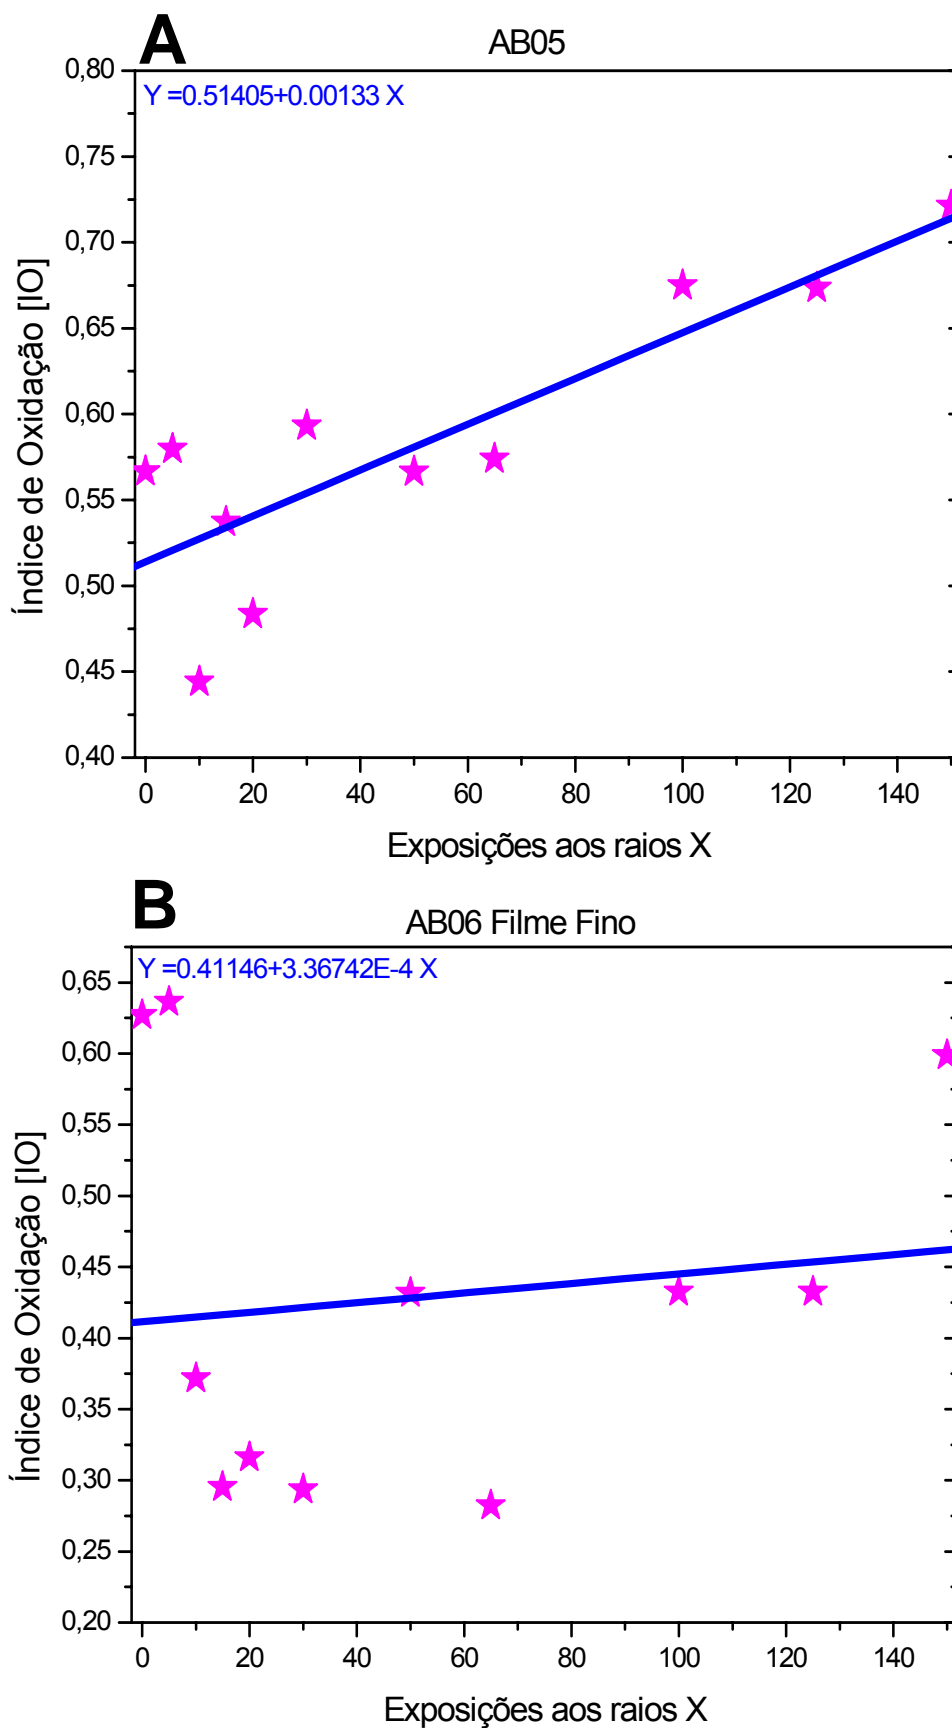 A
AB05
Y =0.51405+0.00133 X
0,80
0,75
0,70
0,65
0,60
0,55
0,50
0,45
0,40
Índice de Oxidação [IO]
0 20 40 60 80 100 120 140
Exposições aos raios X
B
AB06 Filme Fino
Y =0.41146+3.36742E-4 X
0,65
0,60
0,55
0,50
0,45
0,40
0,35
0,30
0,25
0,20
Índice de Oxidação [IO]
0 20 40 60 80 100 120 140
Exposições aos raios X